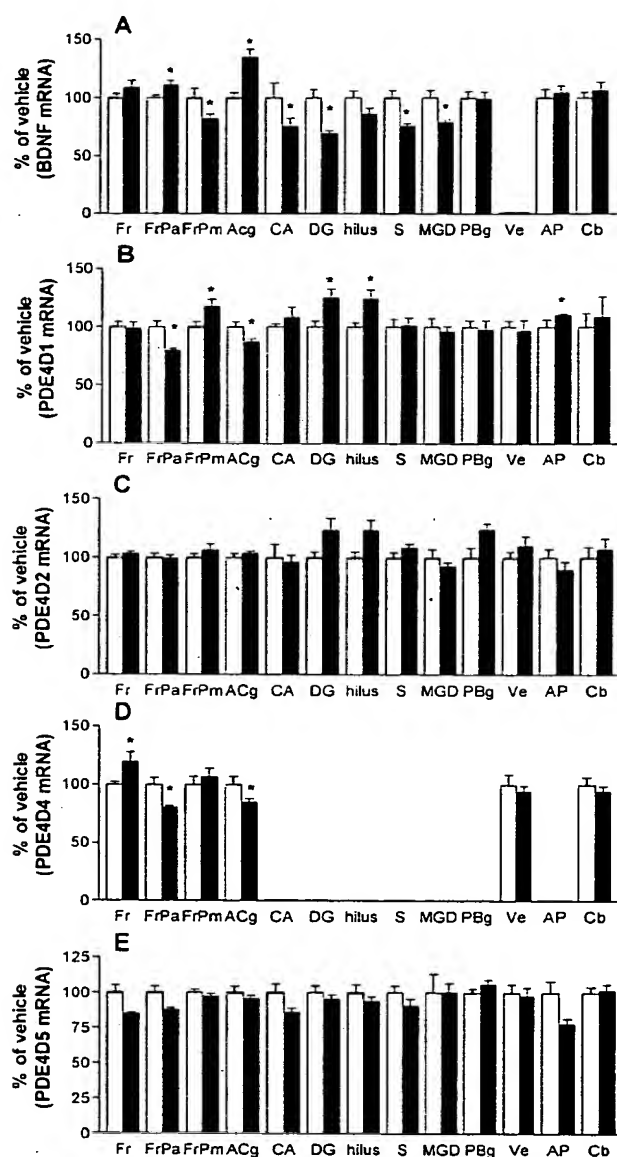 A
% of vehicle
(BDNF mRNA)
150
100
50
0
* * * * * * *
Fr FrPa FrPm Acg CA DG hilus S MGD PBg Ve AP Cb
B
% of vehicle
(PDE4D1 mRNA)
150
100
50
0
* * * * * *
Fr FrPa FrPm ACg CA DG hilus S MGD PBg Ve AP Cb
C
% of vehicle
(PDE4D2 mRNA)
150
100
50
0
Fr FrPa FrPm ACg CA DG hilus S MGD PBg Ve AP Cb
D
% of vehicle
(PDE4D4 mRNA)
150
100
50
0
* * *
Fr FrPa FrPm ACg CA DG hilus S MGD PBg Ve AP Cb
E
% of vehicle
(PDE4D5 mRNA)
125
100
75
50
25
0
Fr FrPa FrPm ACg CA DG hilus S MGD PBg Ve AP Cb